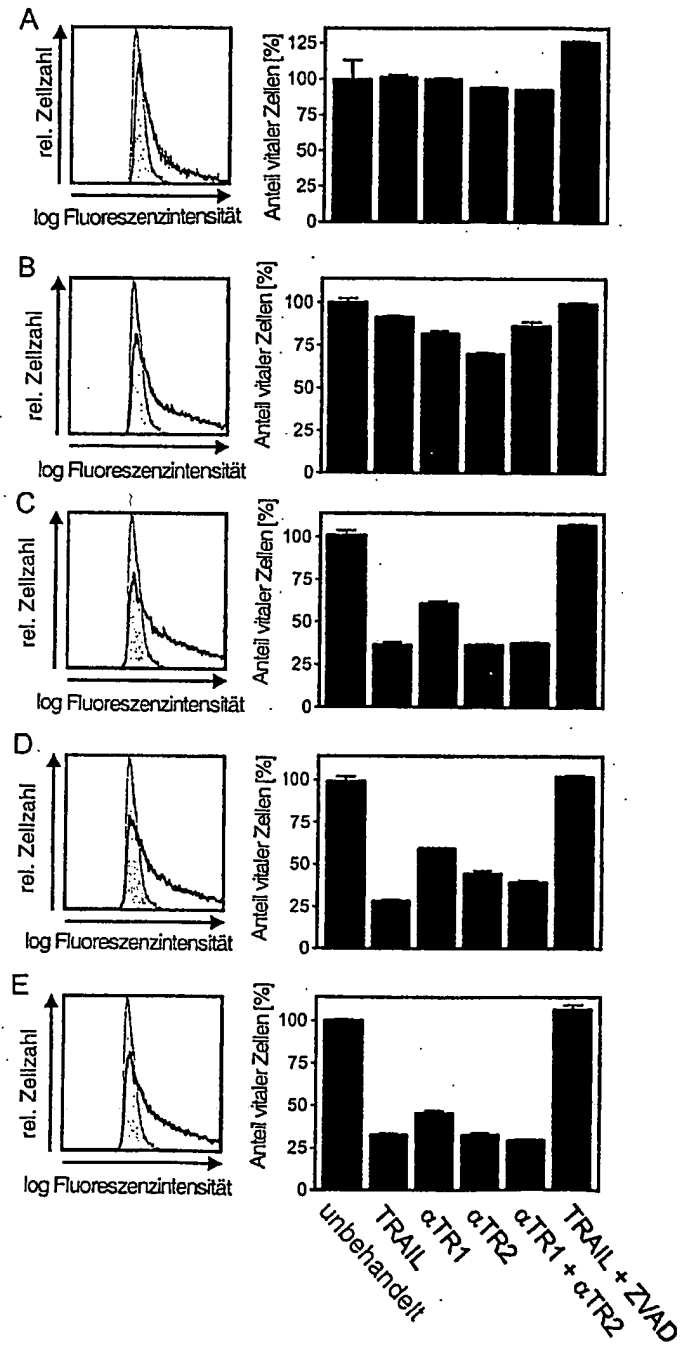 A
rel. Zellzahl
log Fluoreszenzintensität
Anteil vitaler Zellen [%]
125
100
75
50
25
0
B
rel. Zellzahl
log Fluoreszenzintensität
Anteil vitaler Zellen [%]
100
75
50
25
0
C
rel. Zellzahl
log Fluoreszenzintensität
Anteil vitaler Zellen [%]
100
75
50
25
0
D
rel. Zellzahl
log Fluoreszenzintensität
Anteil vitaler Zellen [%]
100
75
50
25
0
E
rel. Zellzahl
log Fluoreszenzintensität
Anteil vitaler Zellen [%]
100
75
50
25
0
unbehandelt
TRAIL
αTR1
αTR2
αTR1 + αTR2
TRAIL + ZVAD